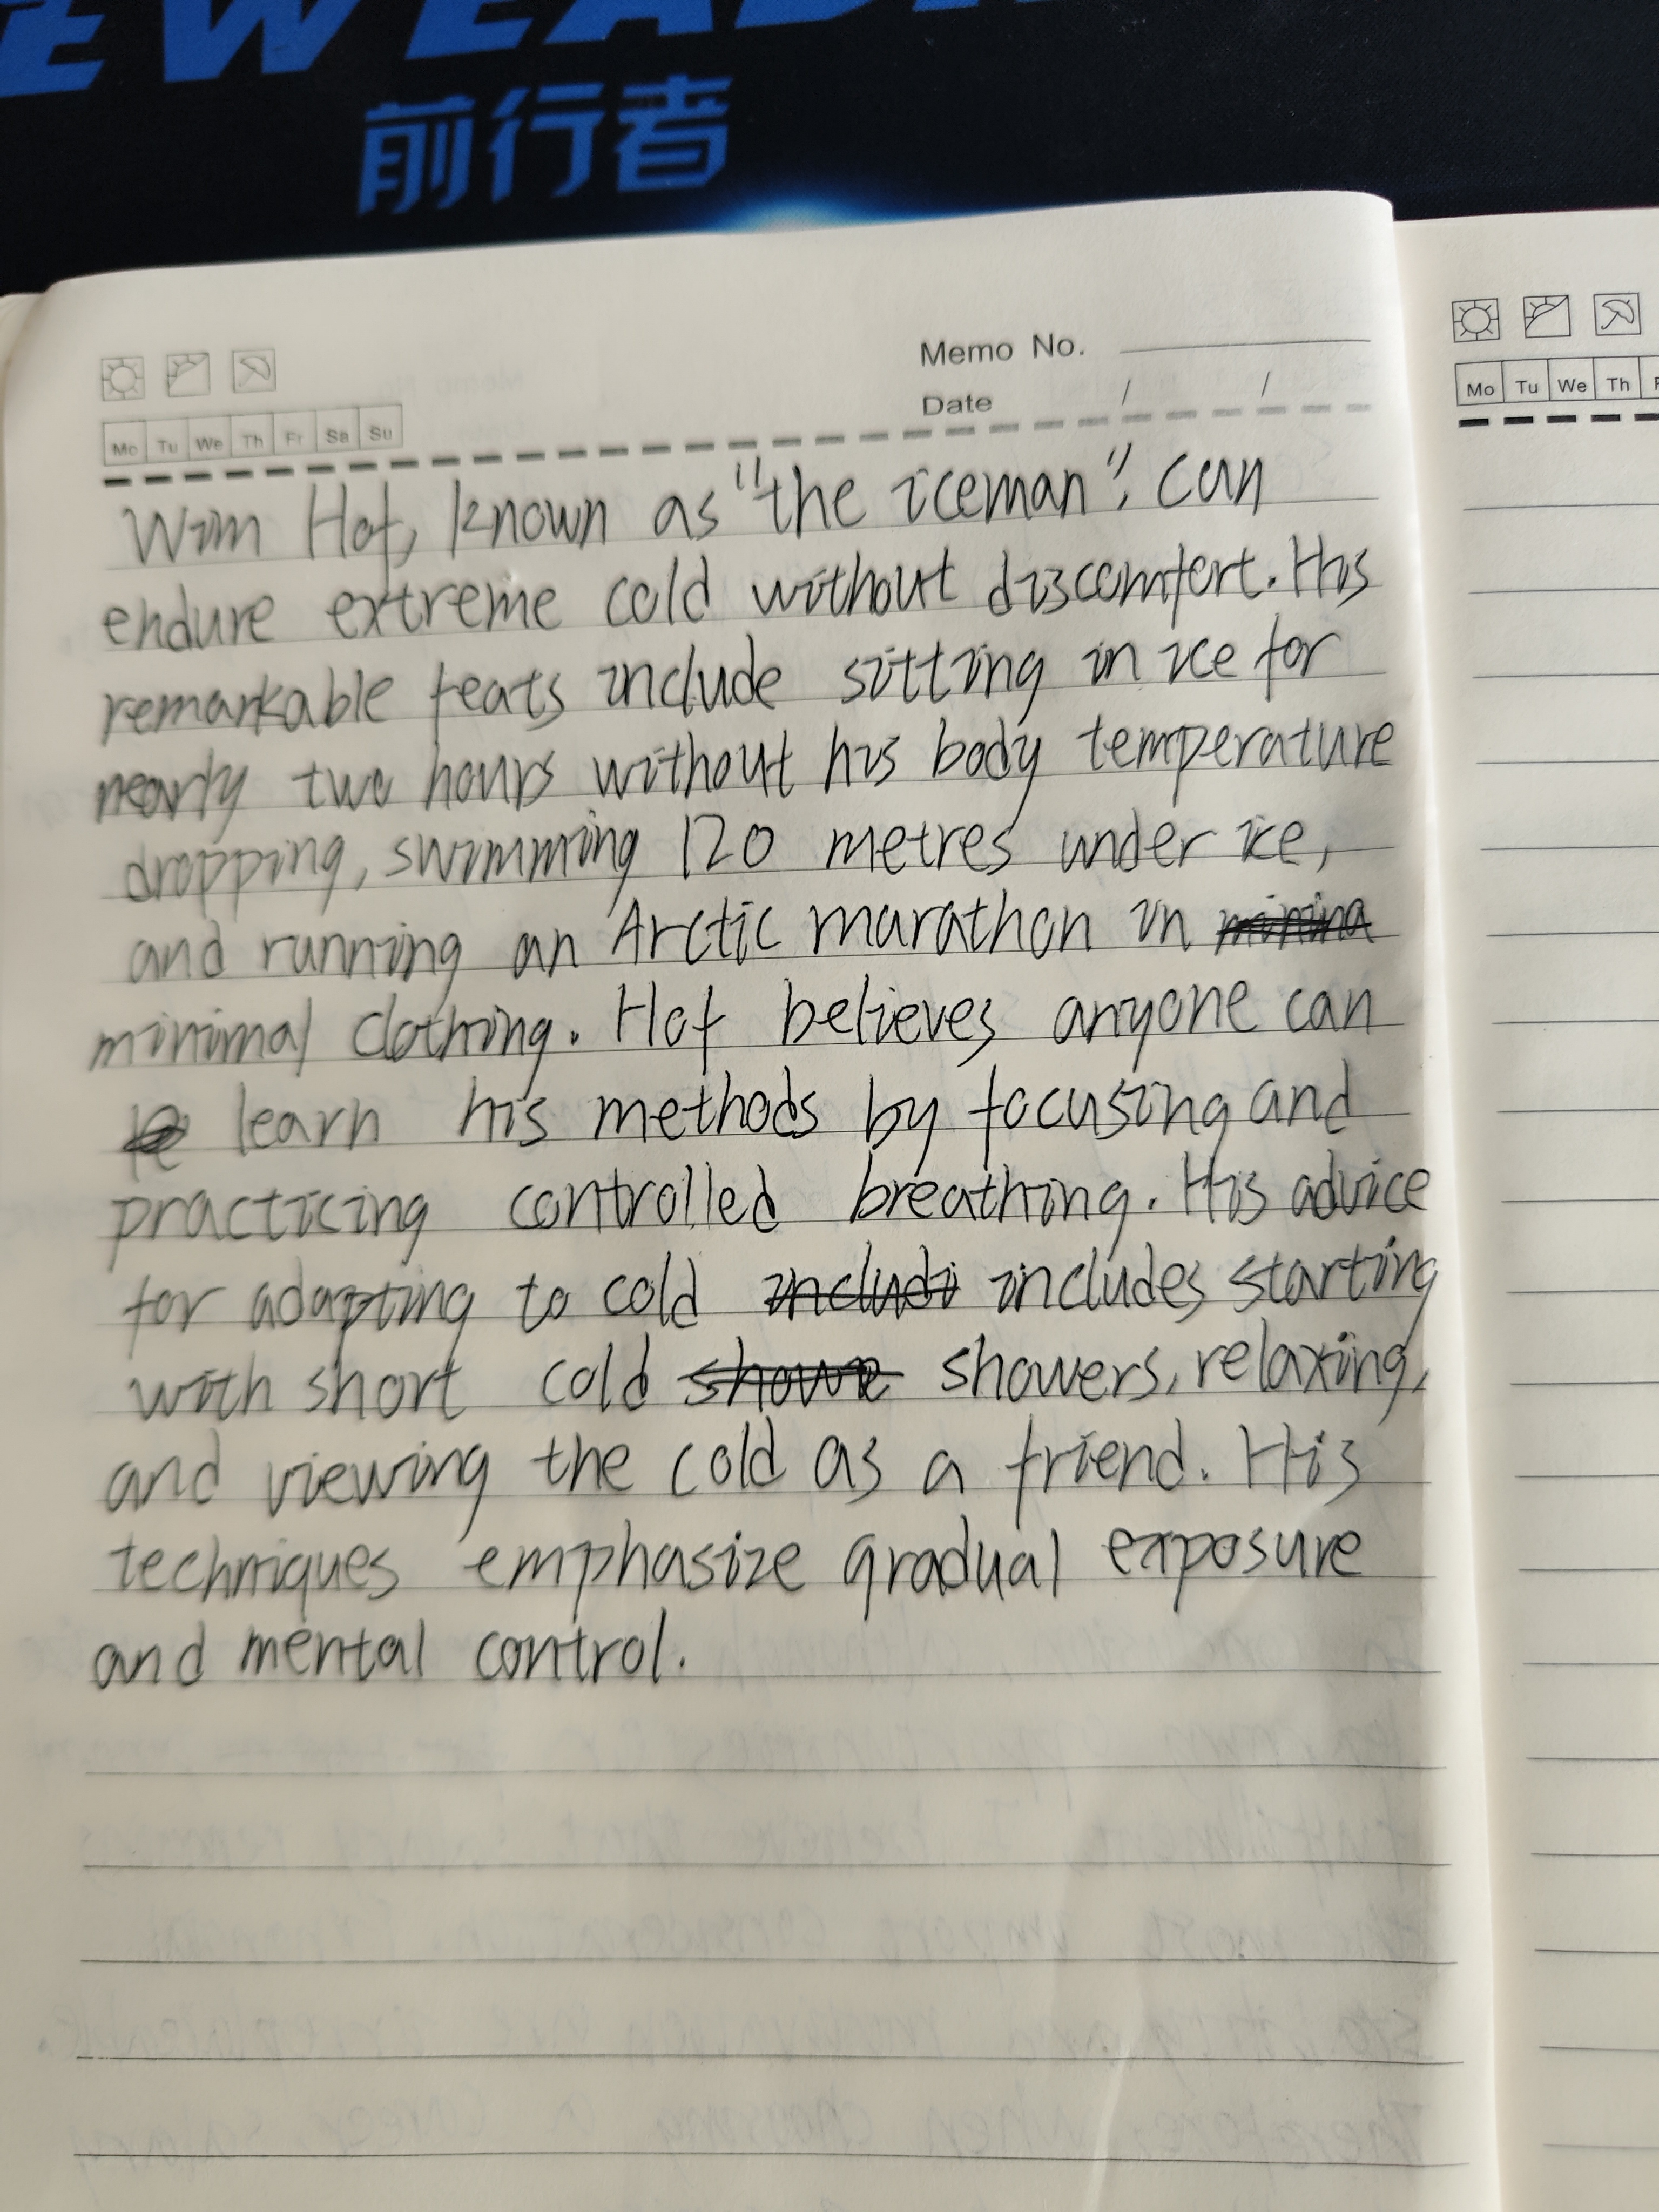 前行者
Memo No.
Date / /
Mo Tu We Th Fr Sa Su
Mo Tu We Th
Wim Hof, known as "the iceman", can
endure extreme cold without discomfort. His
remarkable feats include sitting in ice for
nearly two hours without his body temperature
dropping, swimming 120 metres under ice,
and running an Arctic marathon in
minimal clothing. Hof believes anyone can
learn his methods by focusing and
practicing controlled breathing. His advice
for adapting to cold includes starting
with short cold showers, relaxing,
and viewing the cold as a friend. His
techniques emphasize gradual exposure
and mental control.